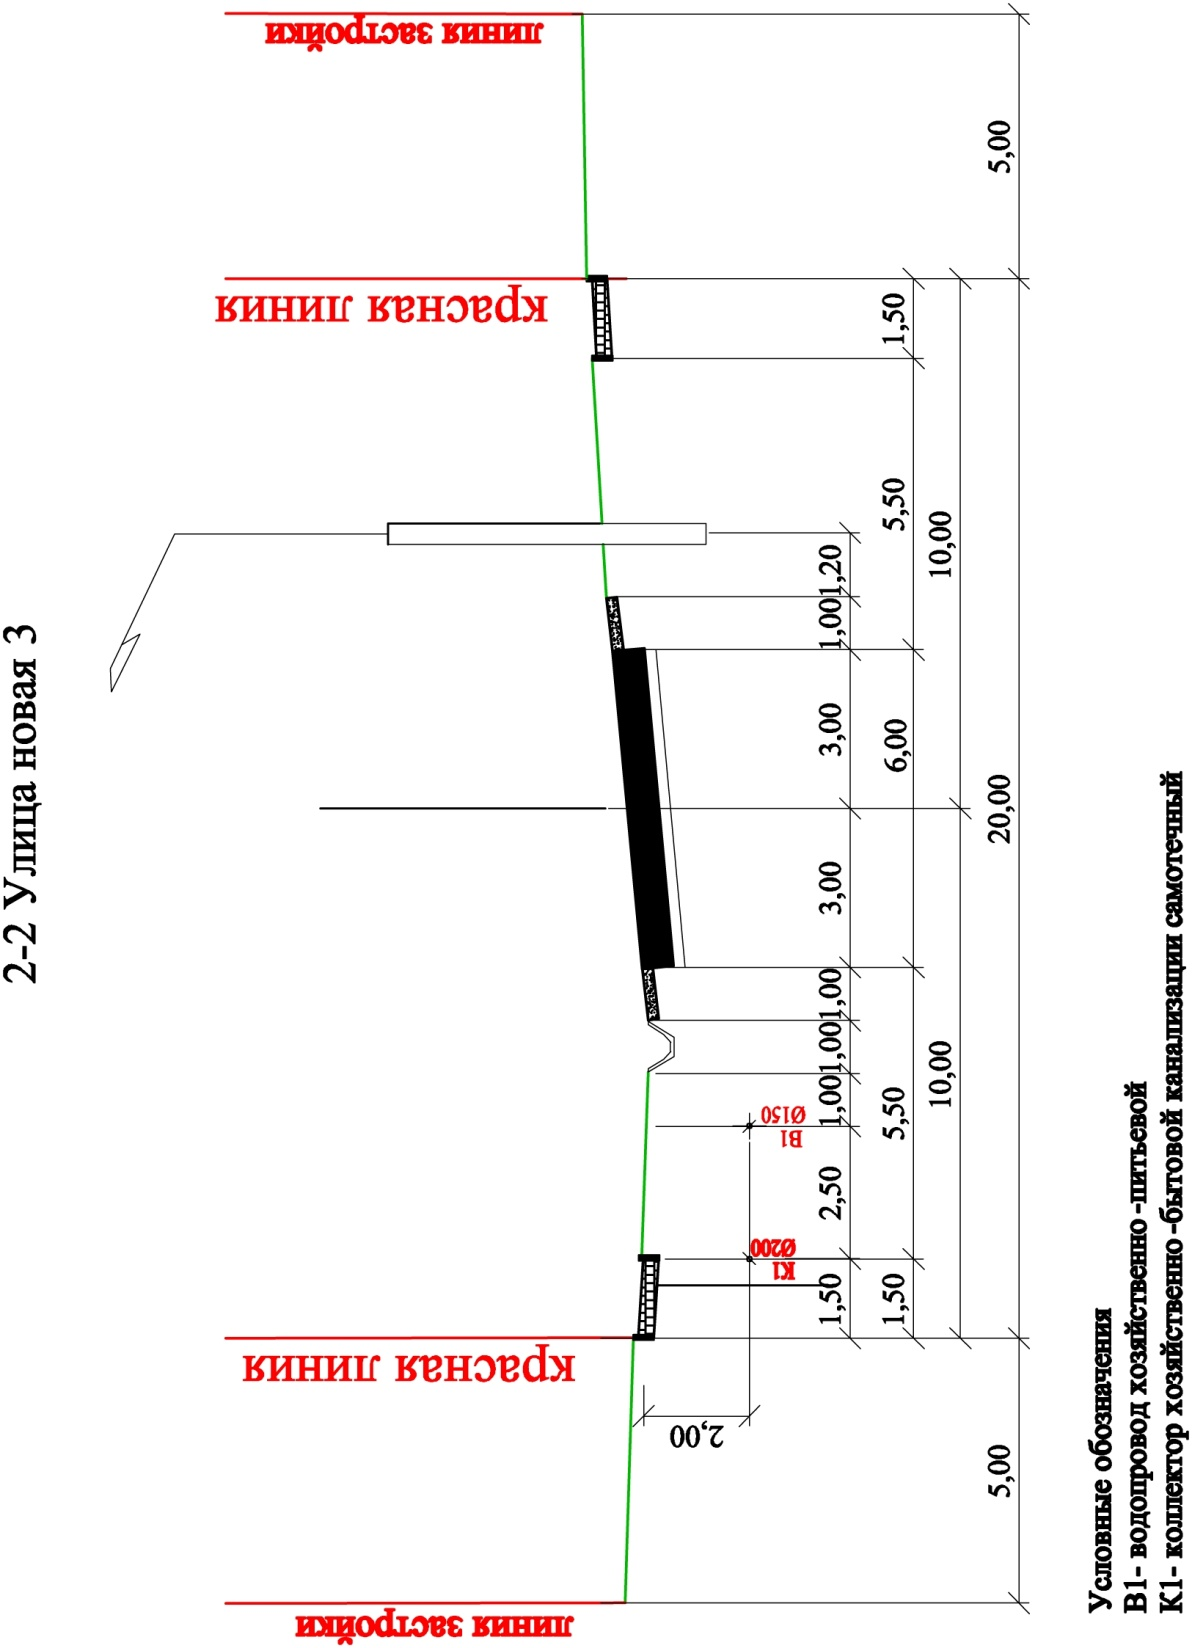 2-2 Улица новая 3
линия застройки
красная линия
красная линия
линия застройки
2,00
К1
Ø200
В1
Ø150
1,50
2,50
1,00
1,00
1,00
3,00
3,00
1,00
1,20
1,50
5,50
6,00
5,50
1,50
10,00
10,00
5,00
20,00
5,00
Условные обозначения
В1- водопровод хозяйственно-питьевой
К1- коллектор хозяйственно-бытовой канализации самотечный